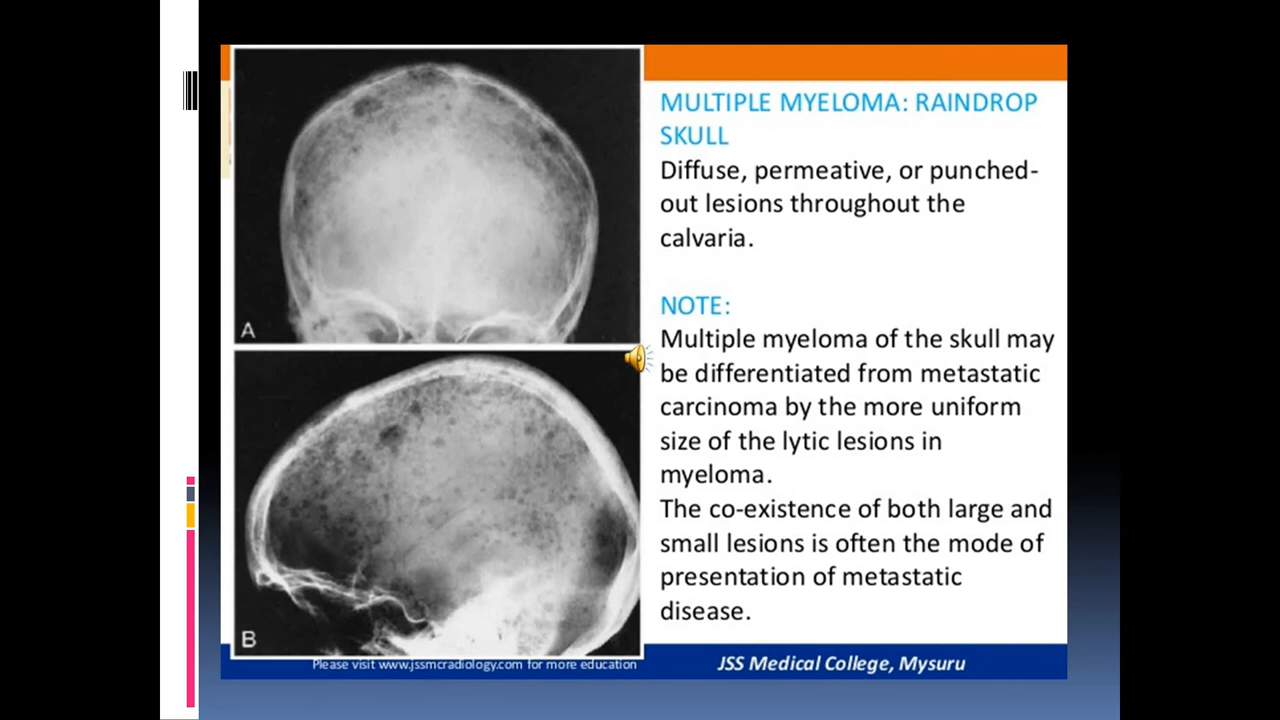 MULTIPLE MYELOMA: RAINDROP
SKULL
Diffuse, permeative, or punched-
out lesions throughout the
calvaria.
NOTE:
Multiple myeloma of the skull may
be differentiated from metastatic
carcinoma by the more uniform
size of the lytic lesions in
myeloma.
The co-existence of both large and
small lesions is often the mode of
presentation of metastatic
disease.
A
B
Please visit www.jssmcradiology.com for more education
JSS Medical College, Mysuru